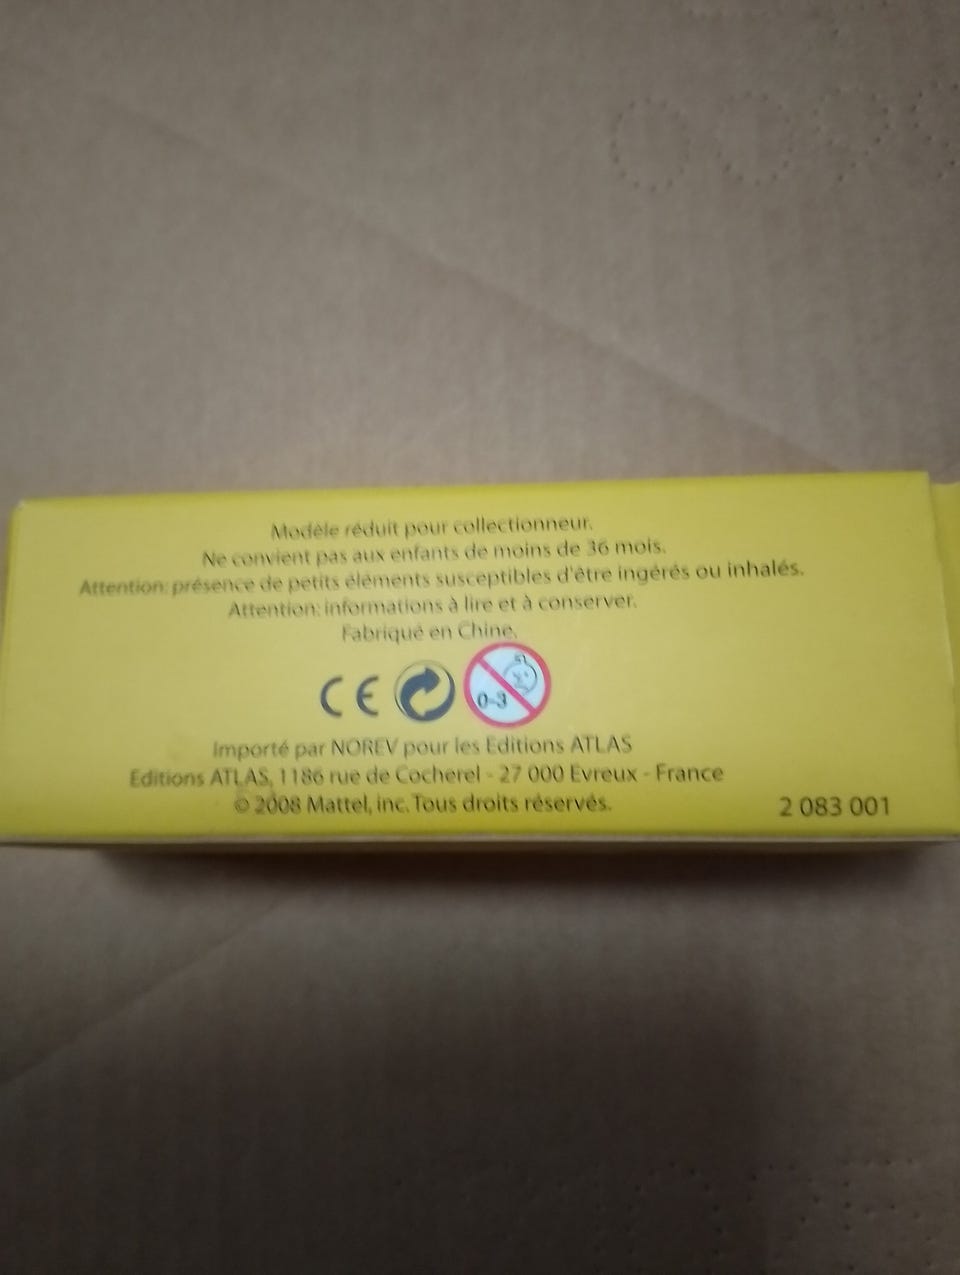 Modèle réduit pour collectionneur.
Ne convient pas aux enfants de moins de 36 mois.
Attention: présence de petits éléments susceptibles d'être ingérés ou inhalés.
Attention: informations à lire et à conserver.
Fabriqué en Chine.
CE
0-3
Importé par NOREV pour les Editions ATLAS
Editions ATLAS, 1186 rue de Cocherel - 27 000 Evreux - France
© 2008 Mattel, inc. Tous droits réservés.
2 083 001